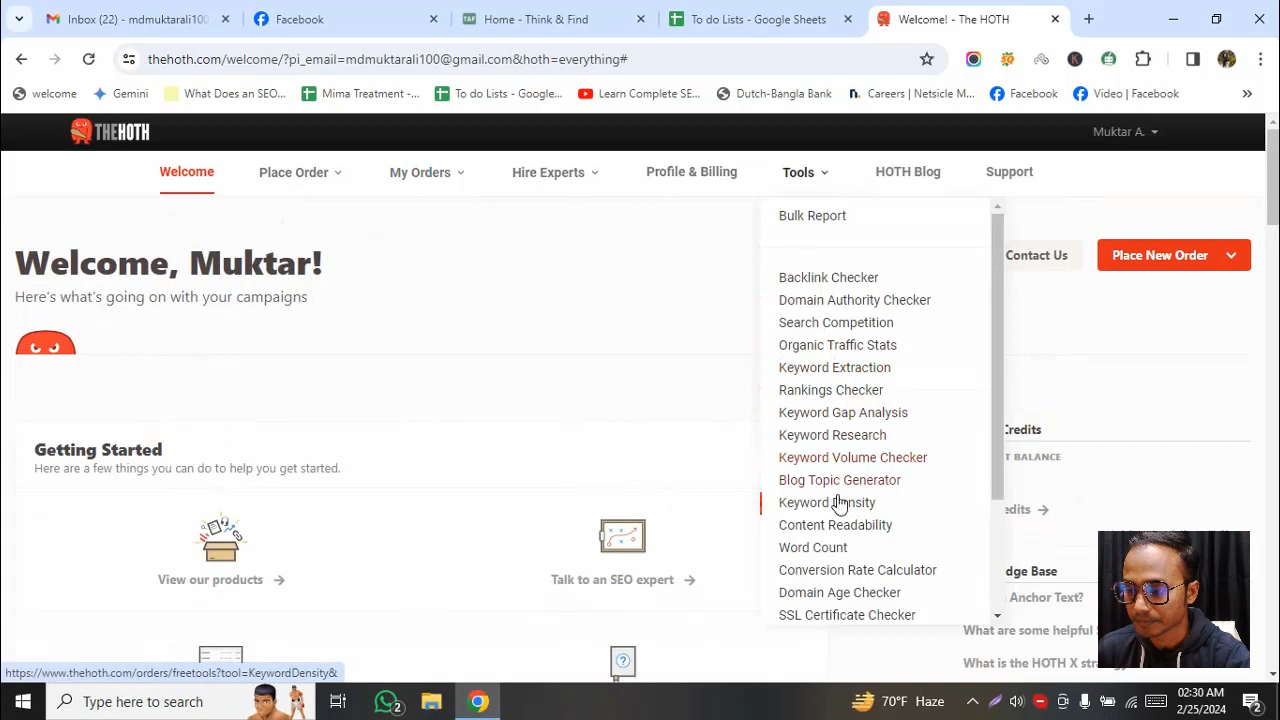 Inbox (22) - mdmuktarali100
Facebook
Home - Think & Find
To do Lists - Google Sheets
Welcome! - The HOTH
thehoth.com/welcome/?pi_email=mdmuktarali100@gmail.com&hoth=everything#
welcome
Gemini
What Does an SEO...
Mima Treatment -...
To do Lists - Google...
Learn Complete SE...
Dutch-Bangla Bank
Careers | Netsicle M...
Facebook
Video | Facebook
THEHOTH
Muktar A.
Welcome
Place Order
My Orders
Hire Experts
Profile & Billing
Tools
HOTH Blog
Support
Bulk Report
Welcome, Muktar!
Here's what's going on with your campaigns
Contact Us
Place New Order
Backlink Checker
Domain Authority Checker
Search Competition
Organic Traffic Stats
Keyword Extraction
Rankings Checker
Keyword Gap Analysis
Keyword Research
Keyword Volume Checker
Blog Topic Generator
Keyword Density
Content Readability
Word Count
Conversion Rate Calculator
Domain Age Checker
SSL Certificate Checker
Getting Started
Here are a few things you can do to help you get started.
View our products
Talk to an SEO expert
Credits
BALANCE
Anchor Text?
What are some helpful
What is the HOTH X strategy
https://www.thehoth.com/orders/freetools?tool=KeywordDensity&
Type here to search
2
70°F Haze
02:30 AM
2/25/2024
2